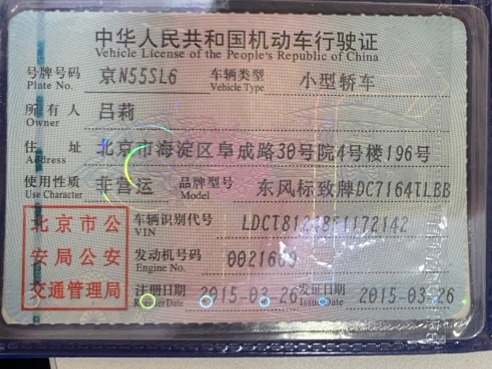 中华人民共和国机动车行驶证
Vehicle License of the People's Republic of China
号牌号码 京N55SL6 车辆类型 小型轿车
Plate No. Vehicle Type
所有人 吕莉
Owner
住址 北京市海淀区阜成路30号院4号楼196号
Address
使用性质 非营运 品牌型号 东风标致牌DC7164TLBB
Use Character Model
北京市公 车辆识别代号
VIN
安局公安 发动机号码
Engine No.
交通管理局 注册日期 2015-03-26 发证日期 2015-03-26
Register Date Issue Date